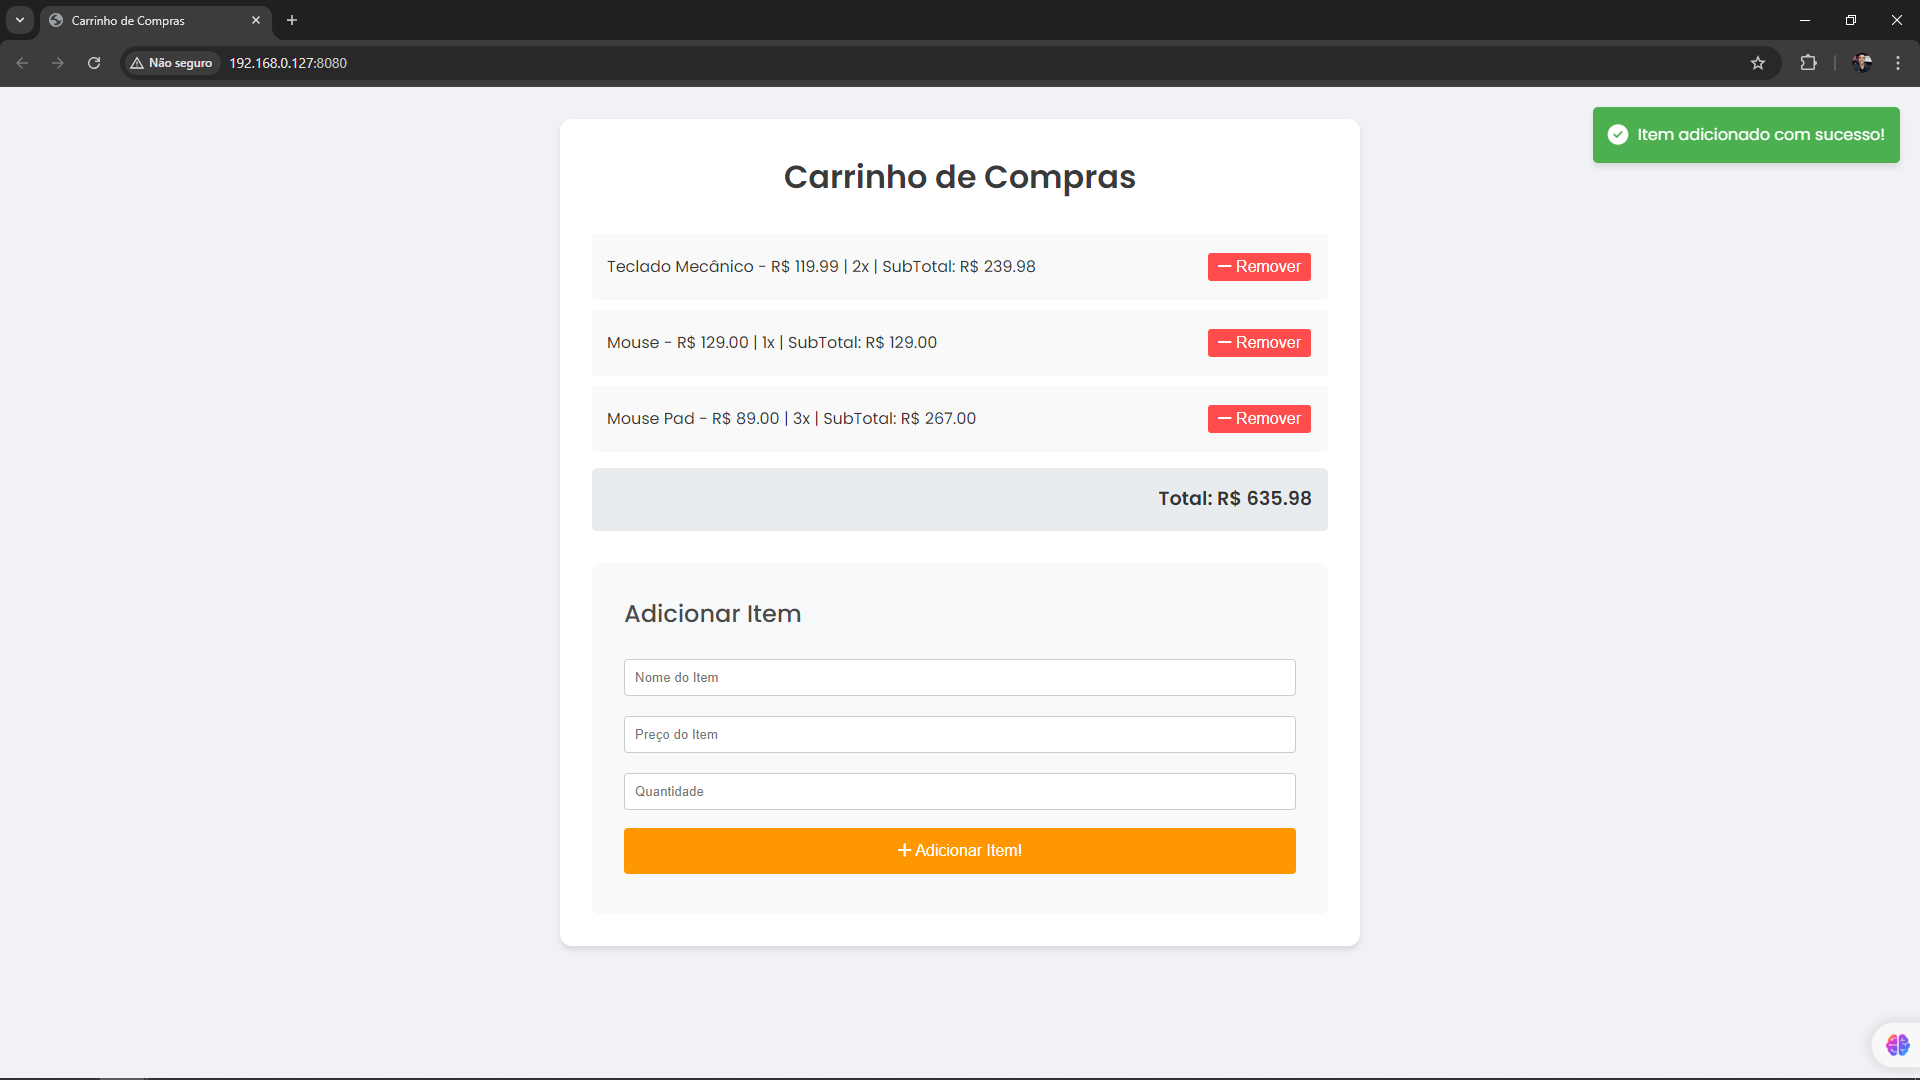 Carrinho de Compras
Não seguro
192.168.0.127:8080
Item adicionado com sucesso!
Carrinho de Compras
Teclado Mecânico - R$ 119.99 | 2x | SubTotal: R$ 239.98
Remover
Mouse - R$ 129.00 | 1x | SubTotal: R$ 129.00
Remover
Mouse Pad - R$ 89.00 | 3x | SubTotal: R$ 267.00
Remover
Total: R$ 635.98
Adicionar Item
Nome do Item
Preço do Item
Quantidade
Adicionar Item!